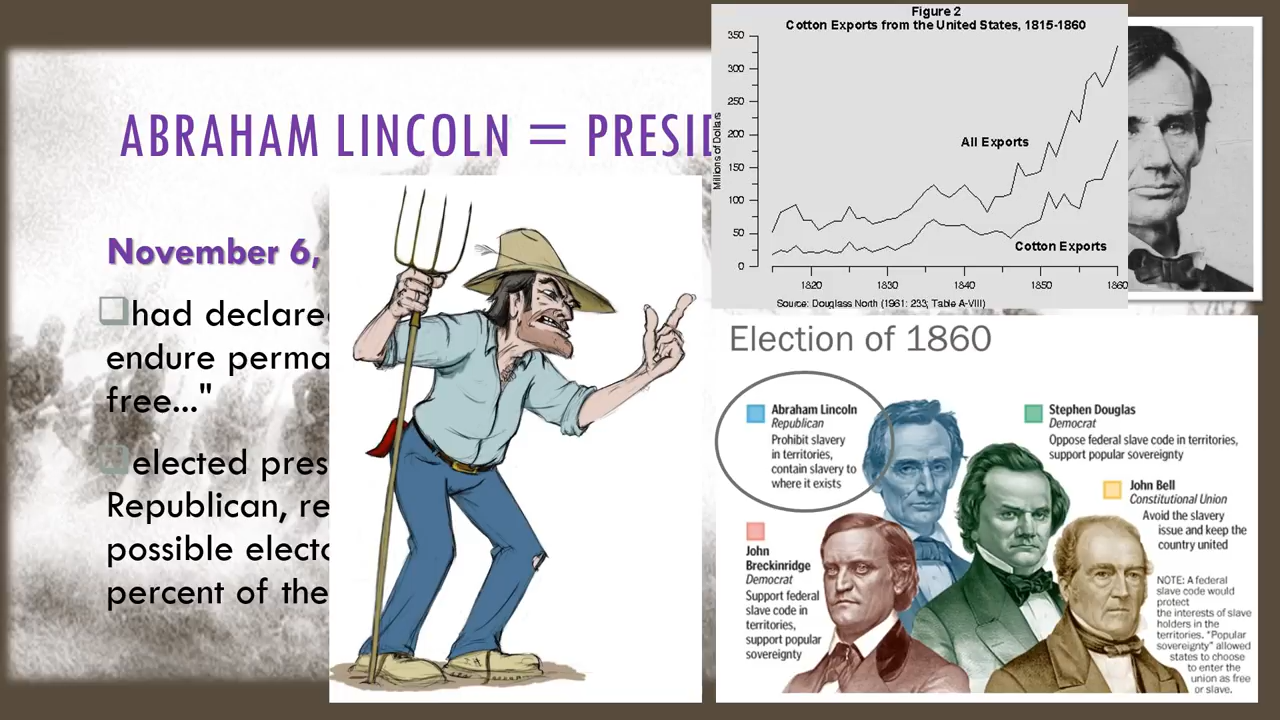 ABRAHAM LINCOLN = PRESID
November 6,
had declared
endure perma
free..."
elected pres
Republican, re
possible electo
percent of the
Figure 2
Cotton Exports from the United States, 1815-1860
Millions of Dollars
350
300
250
200
150
100
50
0
All Exports
Cotton Exports
1820
1830
1840
1850
1860
Source: Douglass North (1961: 233; Table A-VIII)
Election of 1860
Abraham Lincoln
Republican
Prohibit slavery
in territories,
contain slavery to
where it exists
Stephen Douglas
Democrat
Oppose federal slave code in territories,
support popular sovereignty
John Bell
Constitutional Union
Avoid the slavery
issue and keep the
country united
John
Breckinridge
Democrat
Support federal
slave code in
territories,
support popular
sovereignty
NOTE: A federal
slave code would
protect
the interests of slave
holders in the
territories. "Popular
sovereignty" allowed
states to choose
to enter the
union as free
or slave.